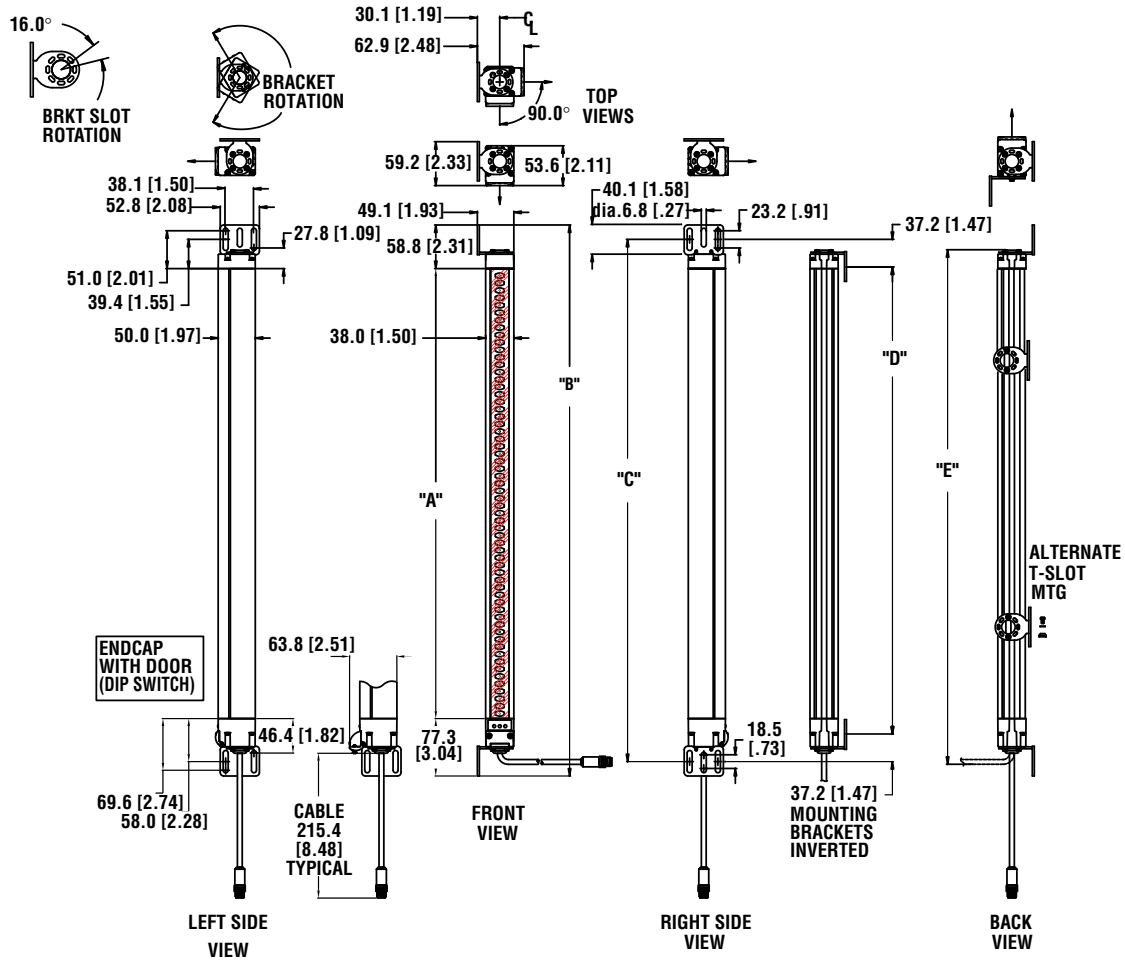 16.0°
BRKT SLOT
ROTATION
BRACKET
ROTATION
30.1 [1.19]
CL
62.9 [2.48]
90.0°
TOP
VIEWS
59.2 [2.33]
53.6 [2.11]
38.1 [1.50]
52.8 [2.08]
49.1 [1.93]
40.1 [1.58]
dia.6.8 [.27]
23.2 [.91]
37.2 [1.47]
27.8 [1.09]
58.8 [2.31]
51.0 [2.01]
39.4 [1.55]
50.0 [1.97]
38.0 [1.50]
"B"
"D"
"A"
"C"
"E"
ALTERNATE
T-SLOT
MTG
ENDCAP
WITH DOOR
(DIP SWITCH)
63.8 [2.51]
46.4 [1.82]
77.3
[3.04]
18.5
[.73]
69.6 [2.74]
58.0 [2.28]
CABLE
215.4
[8.48]
TYPICAL
FRONT
VIEW
37.2 [1.47]
MOUNTING
BRACKETS
INVERTED
LEFT SIDE
VIEW
RIGHT SIDE
VIEW
BACK
VIEW